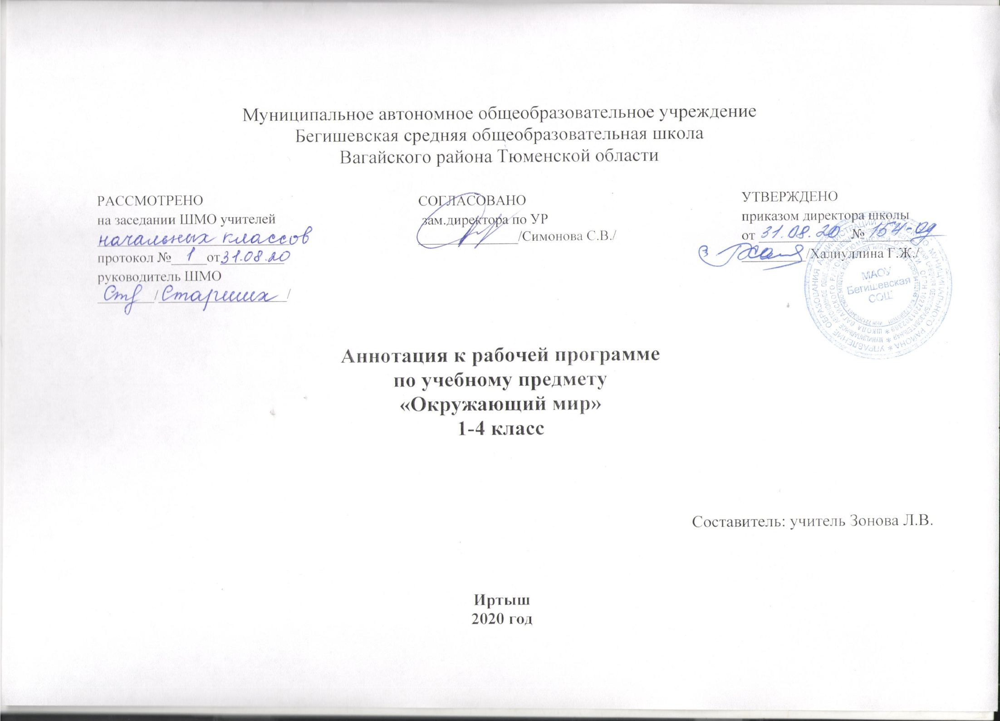 Муниципальное автономное общеобразовательное учреждение
Бегишевская средняя общеобразовательная школа
Вагайского района Тюменской области
РАССМОТРЕНО
на заседании ШМО учителей
начальных классов
протокол № 1 от 31.08.20
руководитель ШМО
/Старших/
СОГЛАСОВАНО
зам.директора по УР
/Симонова С.В./
УТВЕРЖДЕНО
приказом директора школы
от 31.08.20 № 154-од
/Халиуллина Г.Ж./
МАОУ
Бегишевская
СОШ
Аннотация к рабочей программе
по учебному предмету
«Окружающий мир»
1-4 класс
Составитель: учитель Зонова Л.В.
Иртыш
2020 год